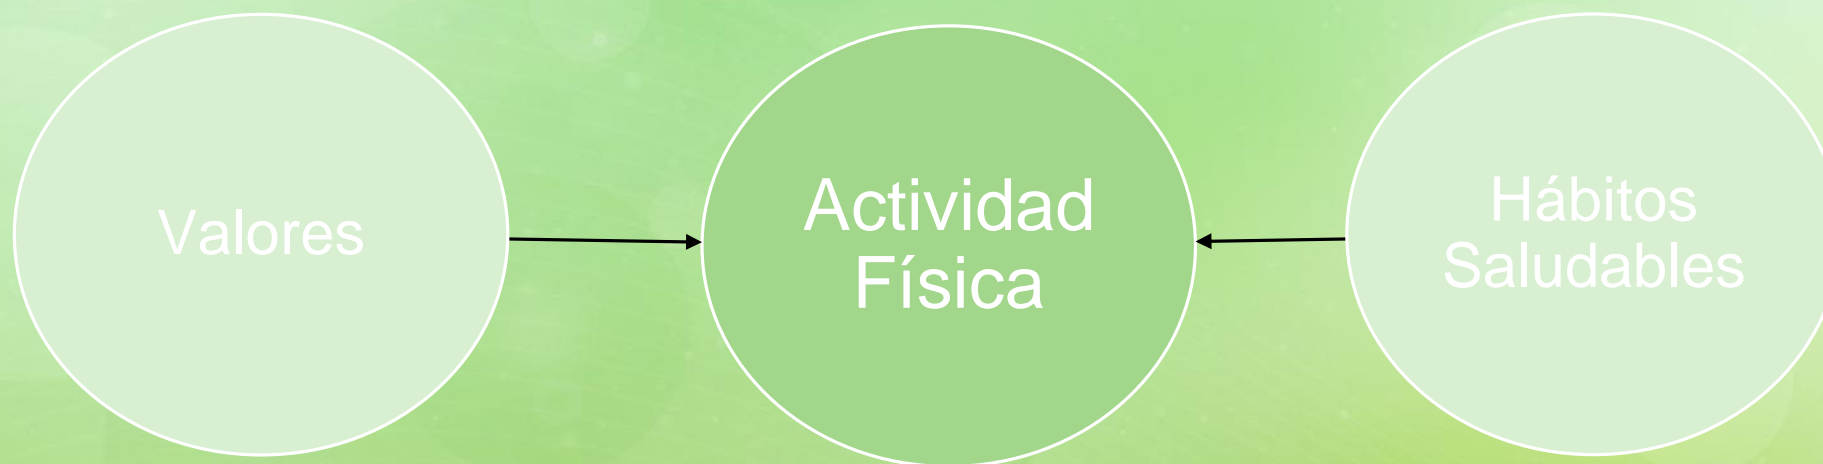 Valores
Actividad
Física
Hábitos
Saludables